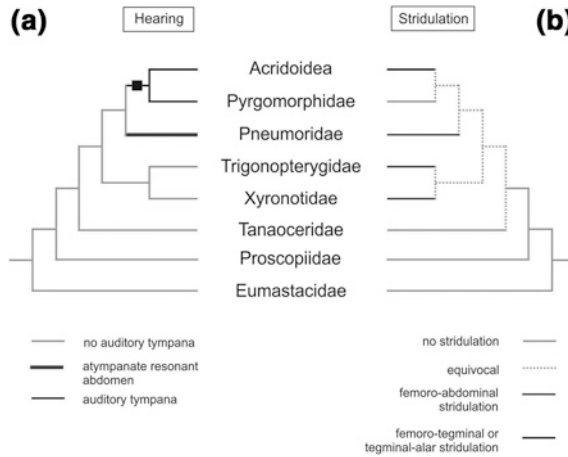 (a)
Hearing
Stridulation
(b)
Acridoidea
Pyrgomorphidae
Pneumoridae
Trigonopterygidae
Xyronotidae
Tanaoceridae
Proscopiidae
Eumastacidae
no auditory tympana
atympanate resonant
abdomen
auditory tympana
no stridulation
equivocal
femoro-abdominal
stridulation
femoro-tegminal or
tegminal-alar stridulation